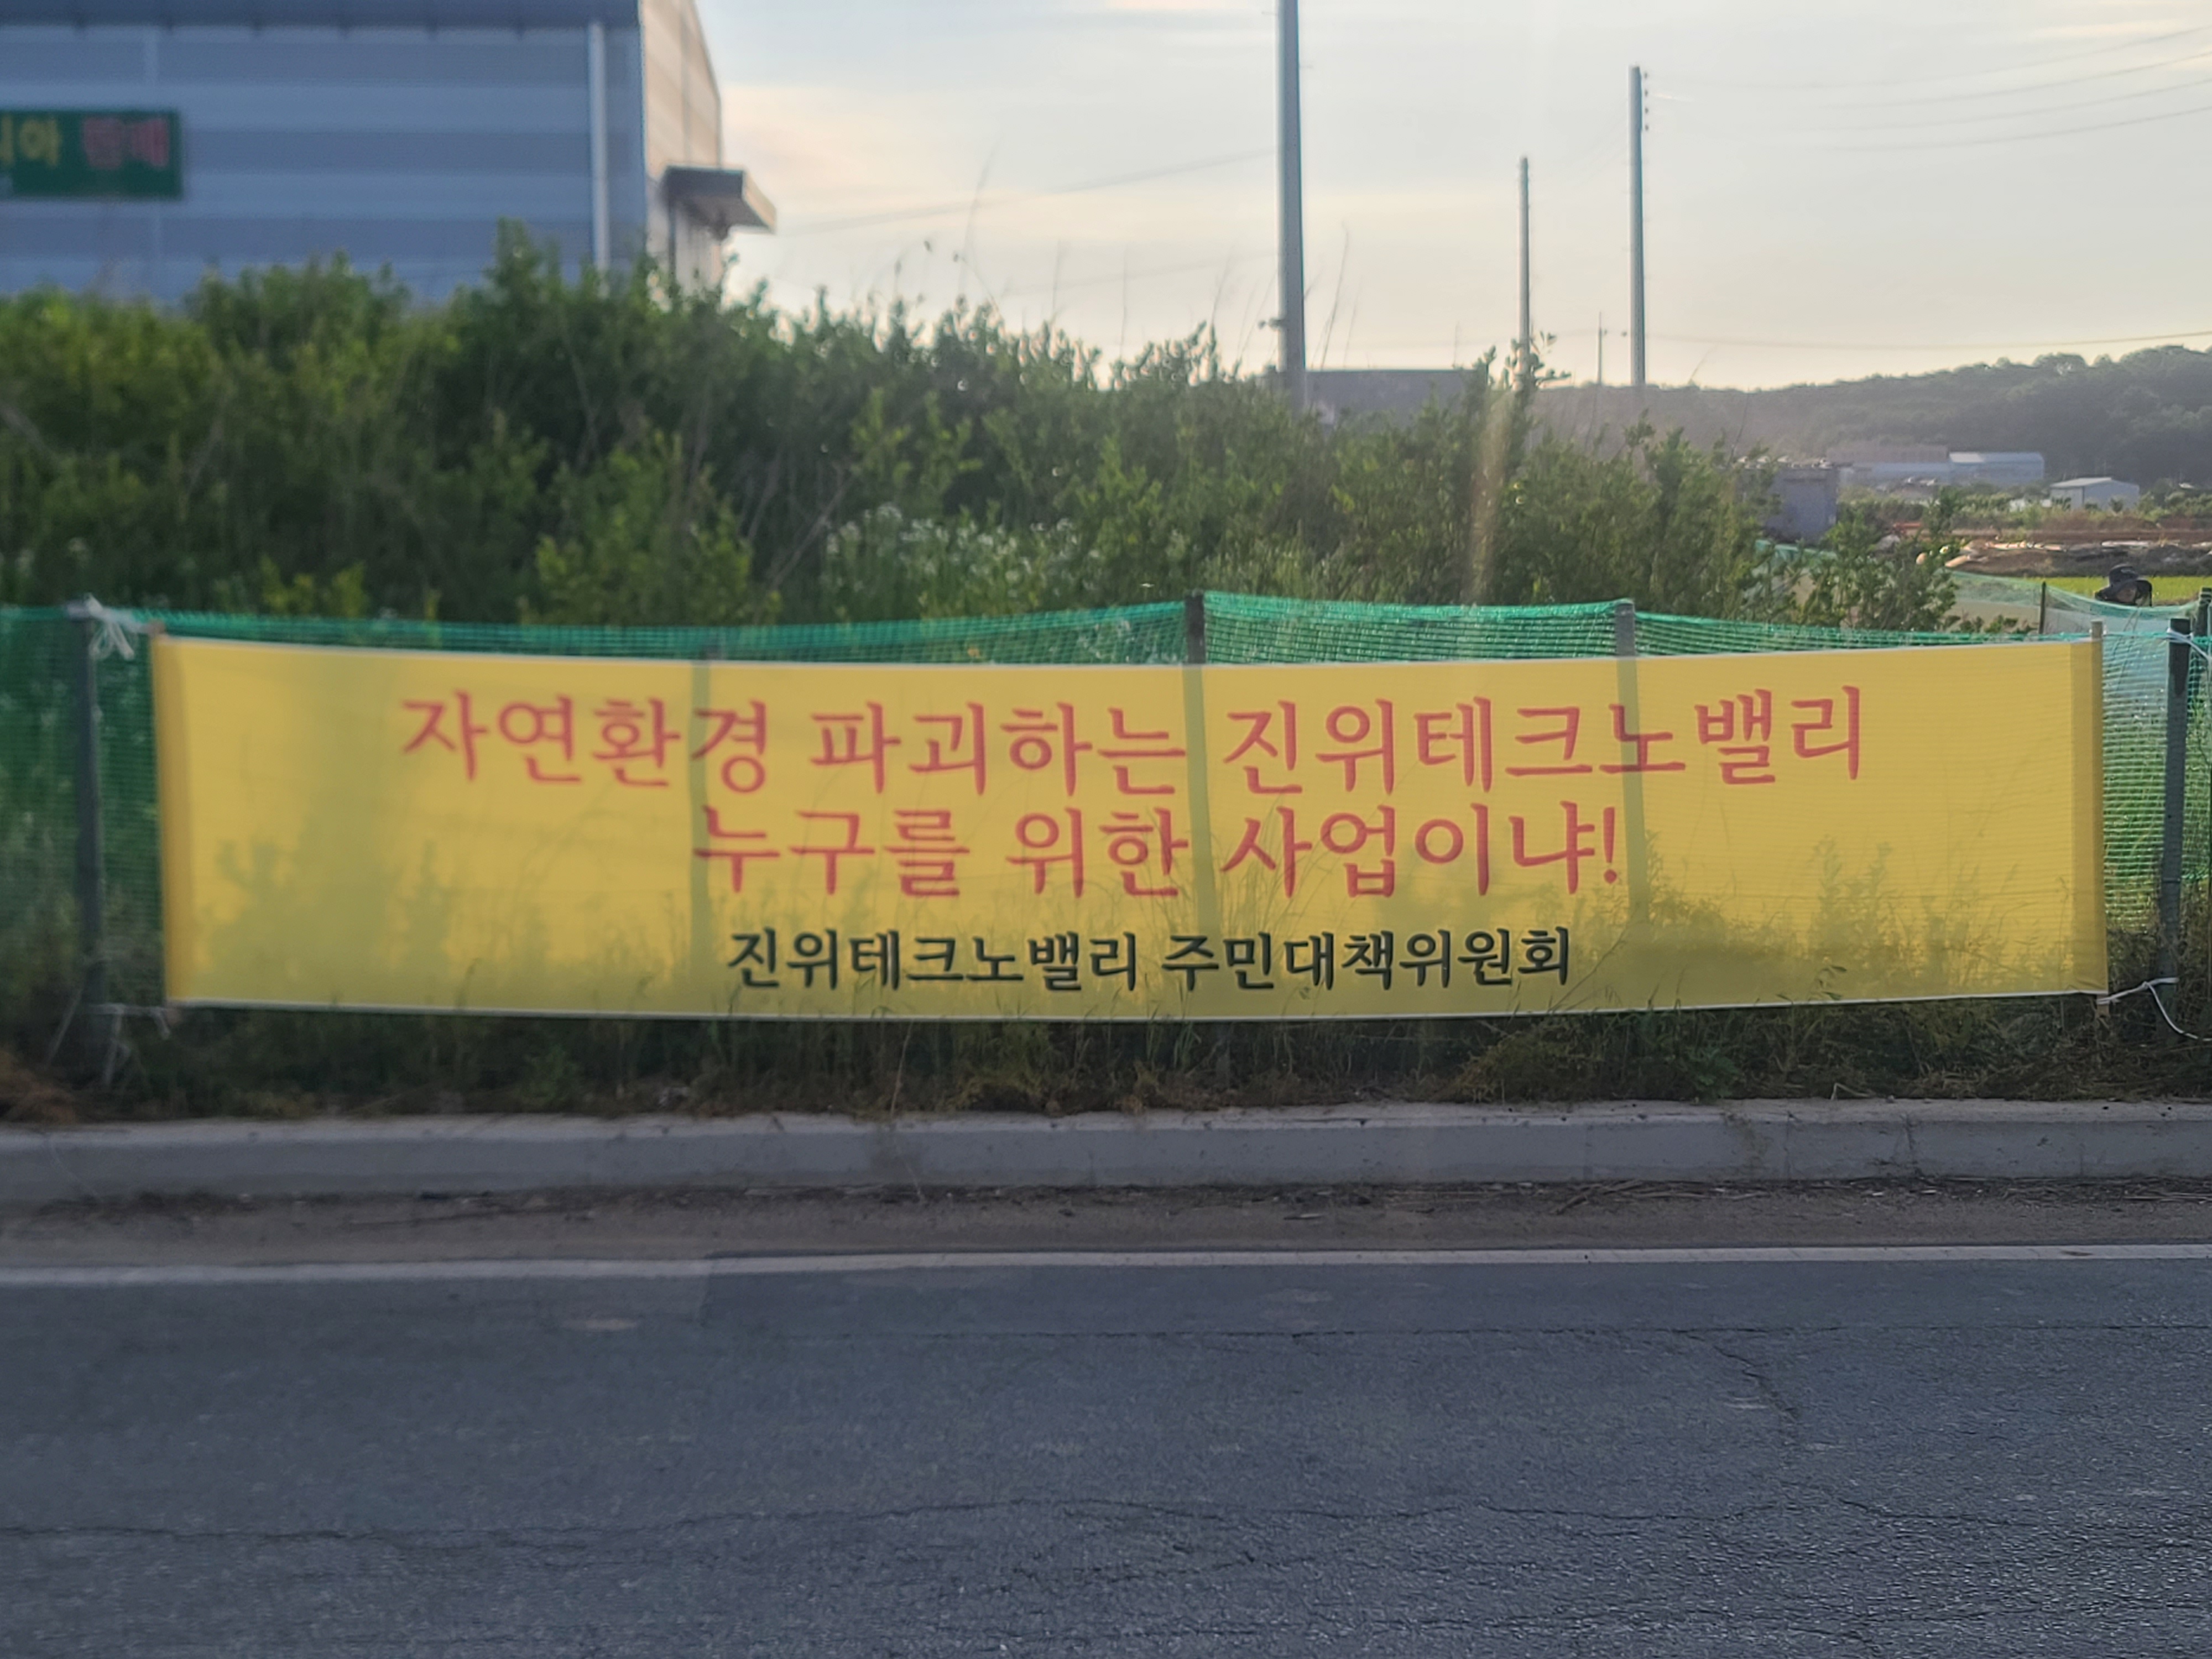 자연환경 파괴하는 진위테크노밸리
누구를 위한 사업이냐!
진위테크노밸리 주민대책위원회